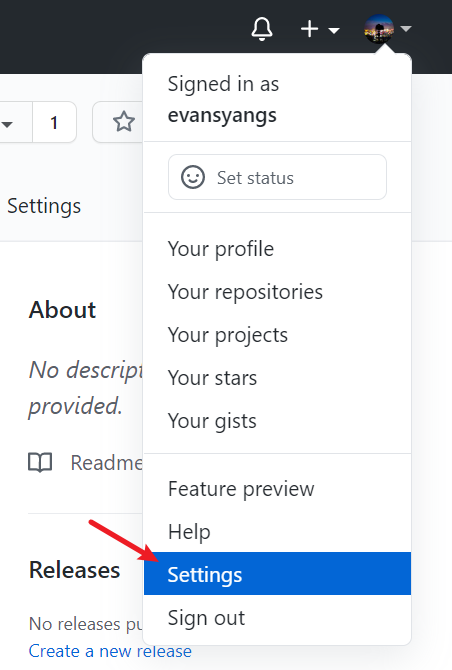 Signed in as
evansyangs
1
Set status
Settings
Your profile
Your repositories
About
Your projects
No descript
Your stars
provided.
Your gists
Readme
Feature preview
Help
Releases
Settings
No releases pu
Sign out
Create a new release